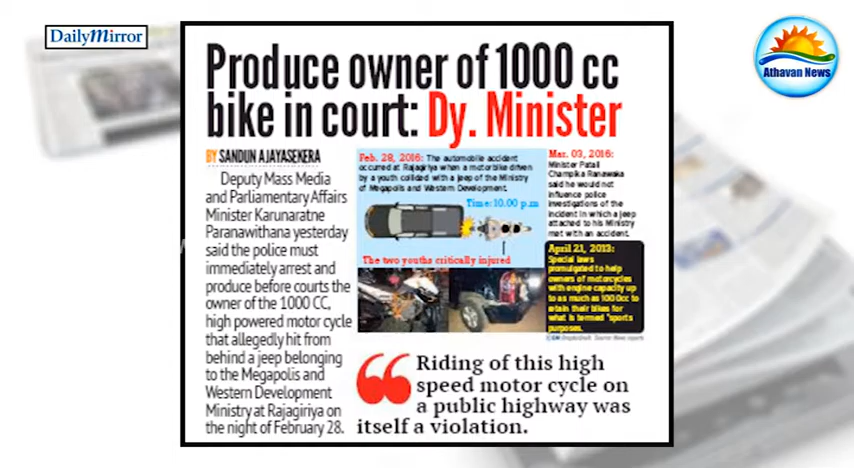 DailyMirror
Athavan News
Produce owner of 1000 cc
bike in court: Dy. Minister
BY SANDUN A JAYASEKERA
Deputy Mass Media
and Parliamentary Affairs
Minister Karunaratne
Paranawithana yesterday
said the police must
immediately arrest and
produce before courts the
owner of the 1000 CC,
high powered motor cycle
that allegedly hit from
behind a jeep belonging
to the Megapolis and
Western Development
Ministry at Rajagiriya on
the night of February 28.
Feb. 28, 2016: The automobile accident
occurred at Rajagiriya when a motorbike driven
by a youth collided with a jeep of the Ministry
of Megapolis and Western Development.
Time:10.00 p.m
The two youths critically injured
Mar. 03, 2016:
Minister Patali
Champika Ranawaka
said he would not
influence police
investigations of the
incident in which a jeep
attached to his Ministry
met with an accident.
April 21, 2013:
Special laws
promulgated to help
owners of motorcycles
with engine capacity up
to as much as 1000cc to
retain their bikes for
what is termed "sports
purposes.
Riding of this high
speed motor cycle on
a public highway was
itself a violation.